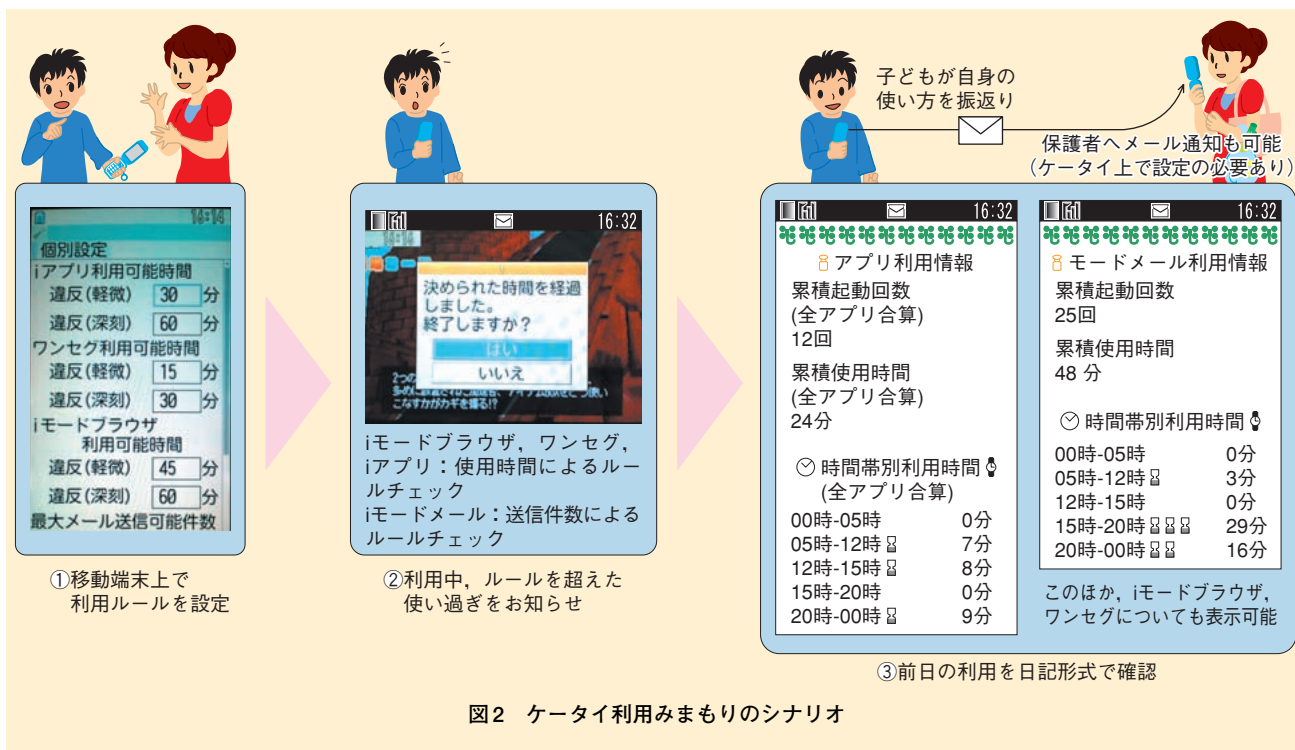 子どもが自身の
使い方を振返り
保護者へメール通知も可能
(ケータイ上で設定の必要あり)
16:14
個別設定
iアプリ利用可能時間
違反(軽微) 30 分
違反(深刻) 60 分
ワンセグ利用可能時間
違反(軽微) 15 分
違反(深刻) 30 分
iモードブラウザ
利用可能時間
違反(軽微) 45 分
違反(深刻) 60 分
最大メール送信可能件数
①移動端末上で
利用ルールを設定
16:32
16:14
決められた時間を経過
しました。
終了しますか？
はい
いいえ
2つの
こなすかがカギを握る!?
iモードブラウザ，ワンセグ，
iアプリ：使用時間によるルー
ルチェック
iモードメール：送信件数による
ルールチェック
②利用中，ルールを超えた
使い過ぎをお知らせ
16:32
アプリ利用情報
累積起動回数
(全アプリ合算)
12回
累積使用時間
(全アプリ合算)
24分
時間帯別利用時間
(全アプリ合算)
00時-05時 0分
05時-12時 7分
12時-15時 8分
15時-20時 0分
20時-00時 9分
16:32
モードメール利用情報
累積起動回数
25回
累積使用時間
48 分
時間帯別利用時間
00時-05時 0分
05時-12時 3分
12時-15時 0分
15時-20時 29分
20時-00時 16分
このほか，iモードブラウザ，
ワンセグについても表示可能
③前日の利用を日記形式で確認
図2 ケータイ利用みまもりのシナリオ